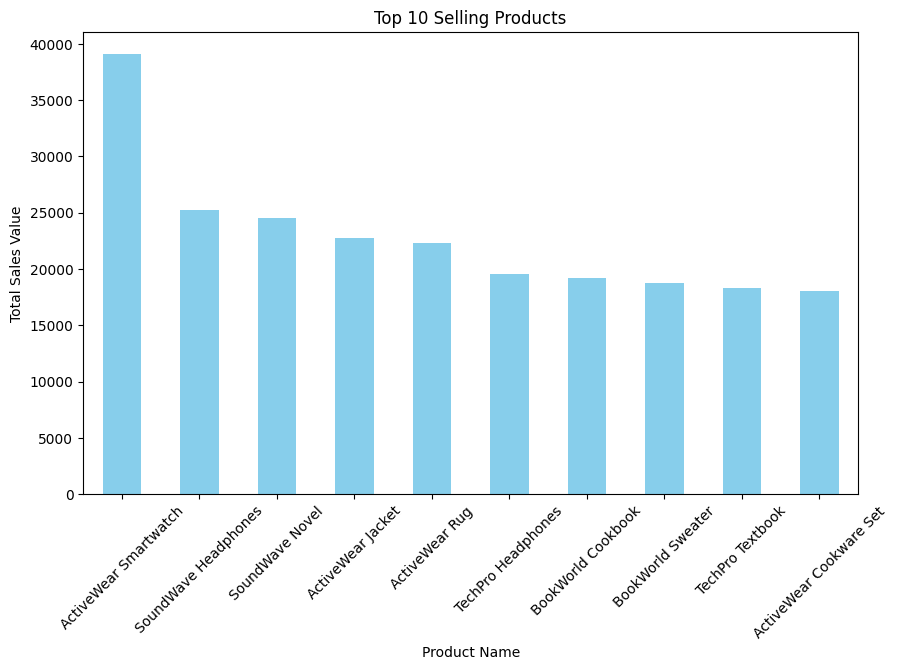 Top 10 Selling Products
Total Sales Value
40000
35000
30000
25000
20000
15000
10000
5000
0
ActiveWear Smartwatch
SoundWave Headphones
SoundWave Novel
ActiveWear Jacket
ActiveWear Rug
TechPro Headphones
BookWorld Cookbook
BookWorld Sweater
TechPro Textbook
ActiveWear Cookware Set
Product Name